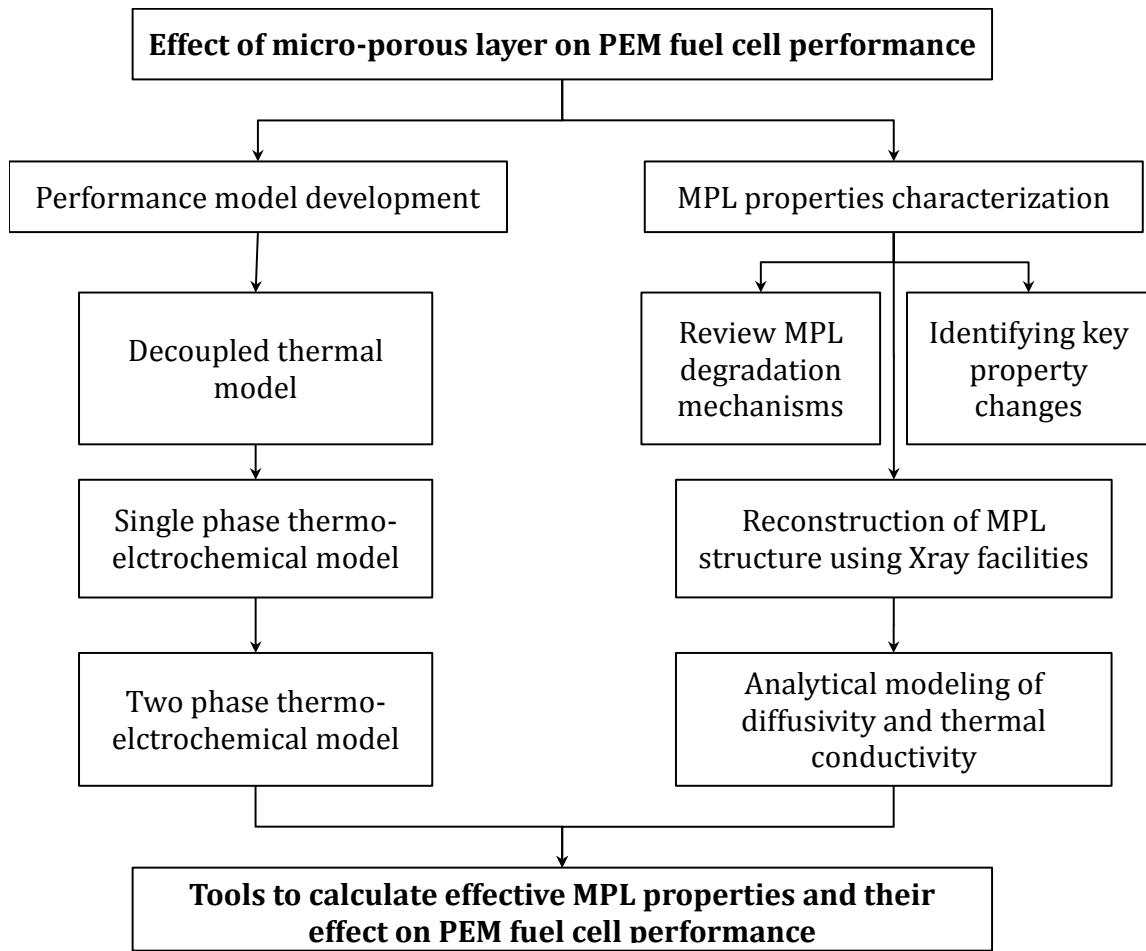 Effect of micro-porous layer on PEM fuel cell performance
Performance model development
MPL properties characterization
Decoupled thermal
model
Review MPL
degradation
mechanisms
Identifying key
property
changes
Single phase thermo-
elctrochemical model
Reconstruction of MPL
structure using Xray facilities
Two phase thermo-
elctrochemical model
Analytical modeling of
diffusivity and thermal
conductivity
Tools to calculate effective MPL properties and their
effect on PEM fuel cell performance